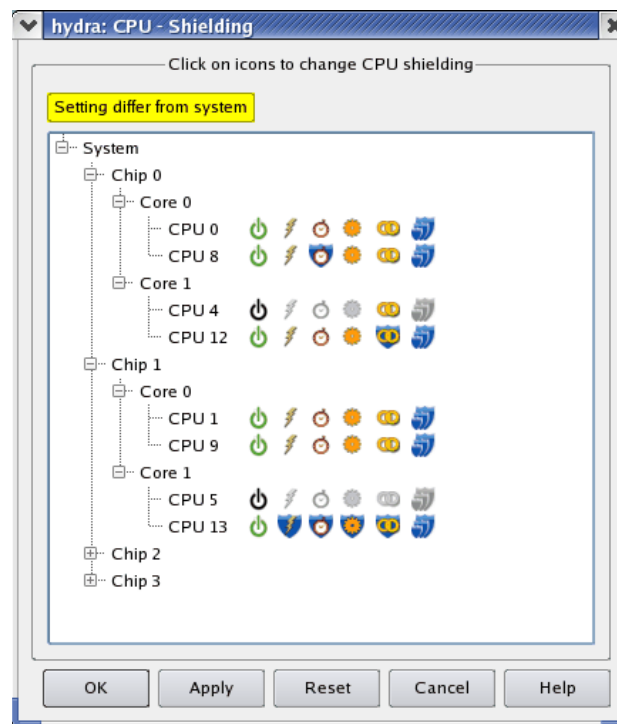 hydra: CPU - Shielding
Click on icons to change CPU shielding
Setting differ from system
System
Chip 0
Core 0
CPU 0
CPU 8
Core 1
CPU 4
CPU 12
Chip 1
Core 0
CPU 1
CPU 9
Core 1
CPU 5
CPU 13
Chip 2
Chip 3
OK Apply Reset Cancel Help